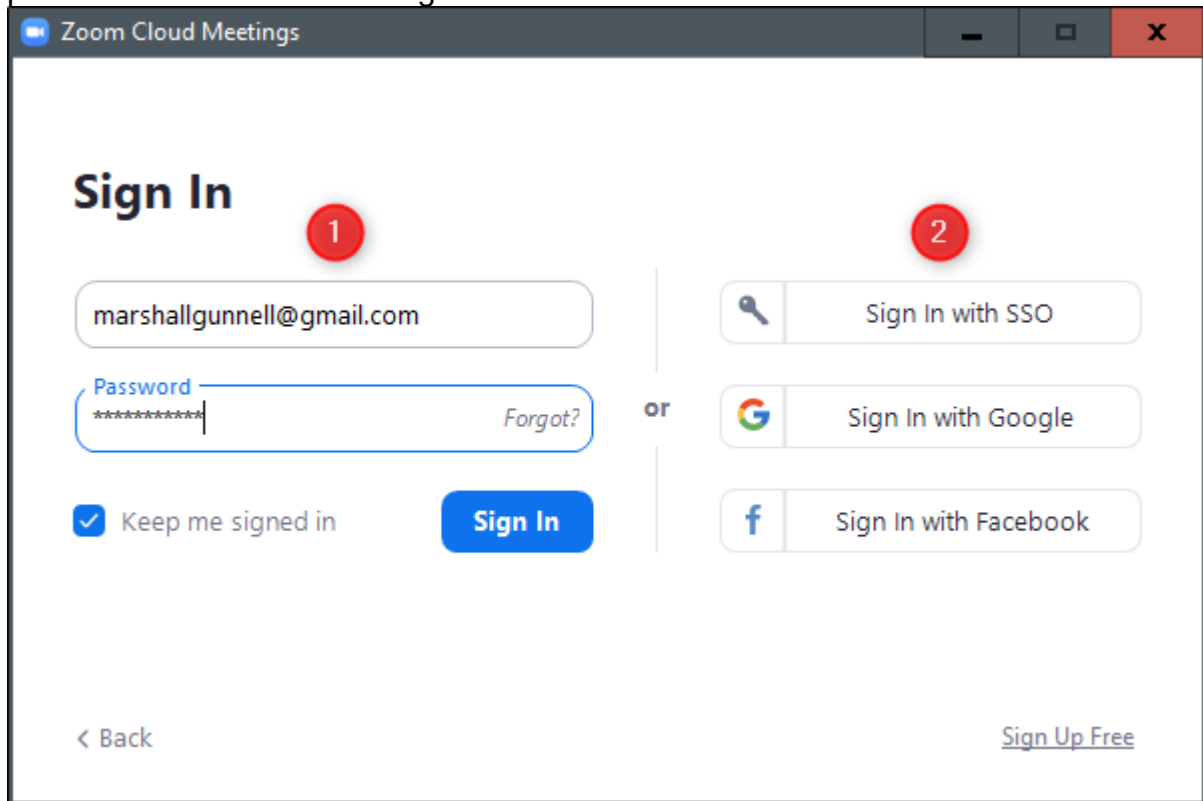 Zoom Cloud Meetings
Sign In
1
2
marshallgunnell@gmail.com
Sign In with SSO
Password
***********
Forgot?
or
Sign In with Google
Keep me signed in
Sign In
f
Sign In with Facebook
< Back
Sign Up Free